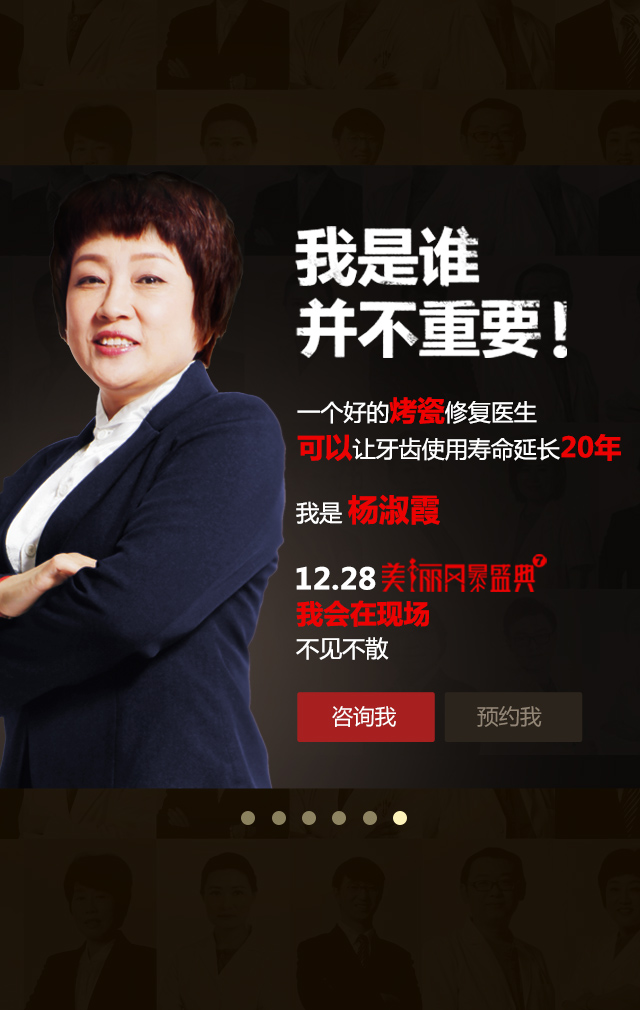 我是谁
并不重要！
一个好的烤瓷修复医生
可以让牙齿使用寿命延长20年
我是 杨淑霞
12.28 美丽风暴盛典 7
我会在现场
不见不散
咨询我 预约我